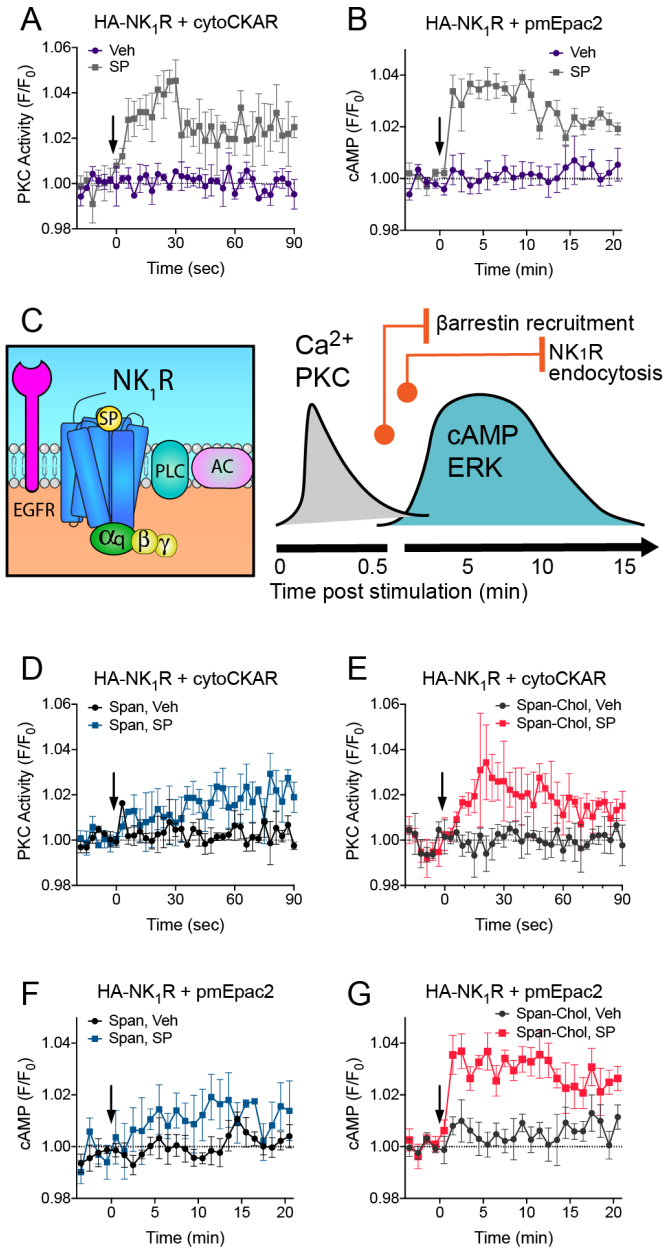 A
HA-NK1R + cytoCKAR
Veh
SP
PKC Activity (F/F0)
1.06
1.04
1.02
1.00
0.98
0 30 60 90
Time (sec)
B
HA-NK1R + pmEpac2
Veh
SP
cAMP (F/F0)
1.04
1.02
1.00
0.98
0 5 10 15 20
Time (min)
C
NK1R
SP
EGFR
PLC
AC
αq
β
γ
Ca2+
PKC
βarrestin recruitment
NK1R
endocytosis
cAMP
ERK
0 0.5 5 10 15
Time post stimulation (min)
D
HA-NK1R + cytoCKAR
Span, Veh
Span, SP
PKC Activity (F/F0)
1.06
1.04
1.02
1.00
0.98
0 30 60 90
Time (sec)
E
HA-NK1R + cytoCKAR
Span-Chol, Veh
Span-Chol, SP
PKC Activity (F/F0)
1.06
1.04
1.02
1.00
0.98
0 30 60 90
Time (sec)
F
HA-NK1R + pmEpac2
Span, Veh
Span, SP
cAMP (F/F0)
1.04
1.02
1.00
0.98
0 5 10 15 20
Time (min)
G
HA-NK1R + pmEpac2
Span-Chol, Veh
Span-Chol, SP
cAMP (F/F0)
1.04
1.02
1.00
0.98
0 5 10 15 20
Time (min)